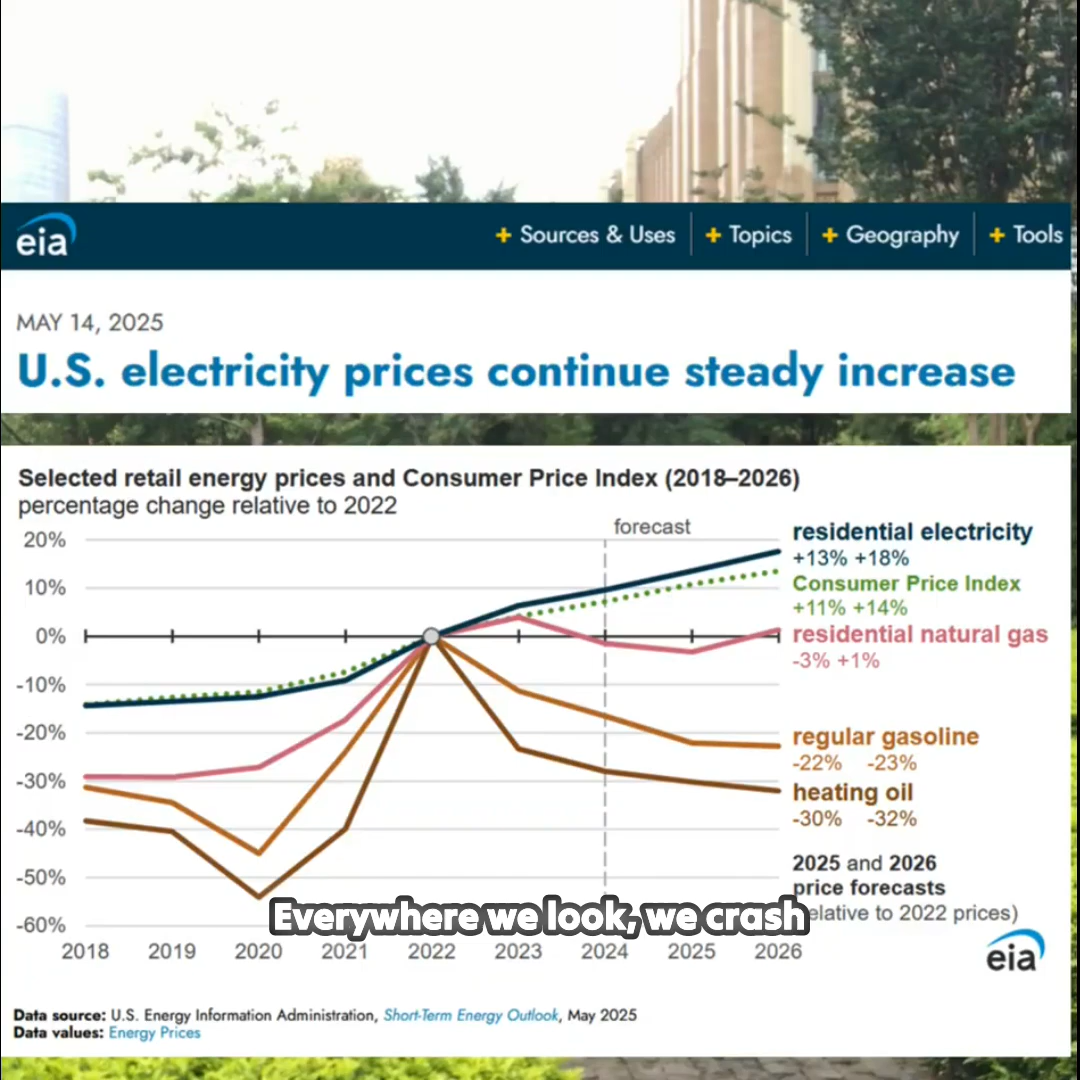 eia
+ Sources & Uses
+ Topics
+ Geography
+ Tools
MAY 14, 2025
U.S. electricity prices continue steady increase
Selected retail energy prices and Consumer Price Index (2018–2026)
percentage change relative to 2022
forecast
20%
10%
0%
-10%
-20%
-30%
-40%
-50%
-60%
2018 2019 2020 2021 2022 2023 2024 2025 2026
residential electricity
+13% +18%
Consumer Price Index
+11% +14%
residential natural gas
-3% +1%
regular gasoline
-22% -23%
heating oil
-30% -32%
2025 and 2026
price forecasts
relative to 2022 prices)
Everywhere we look, we crash
eia
Data source: U.S. Energy Information Administration, Short-Term Energy Outlook, May 2025
Data values: Energy Prices